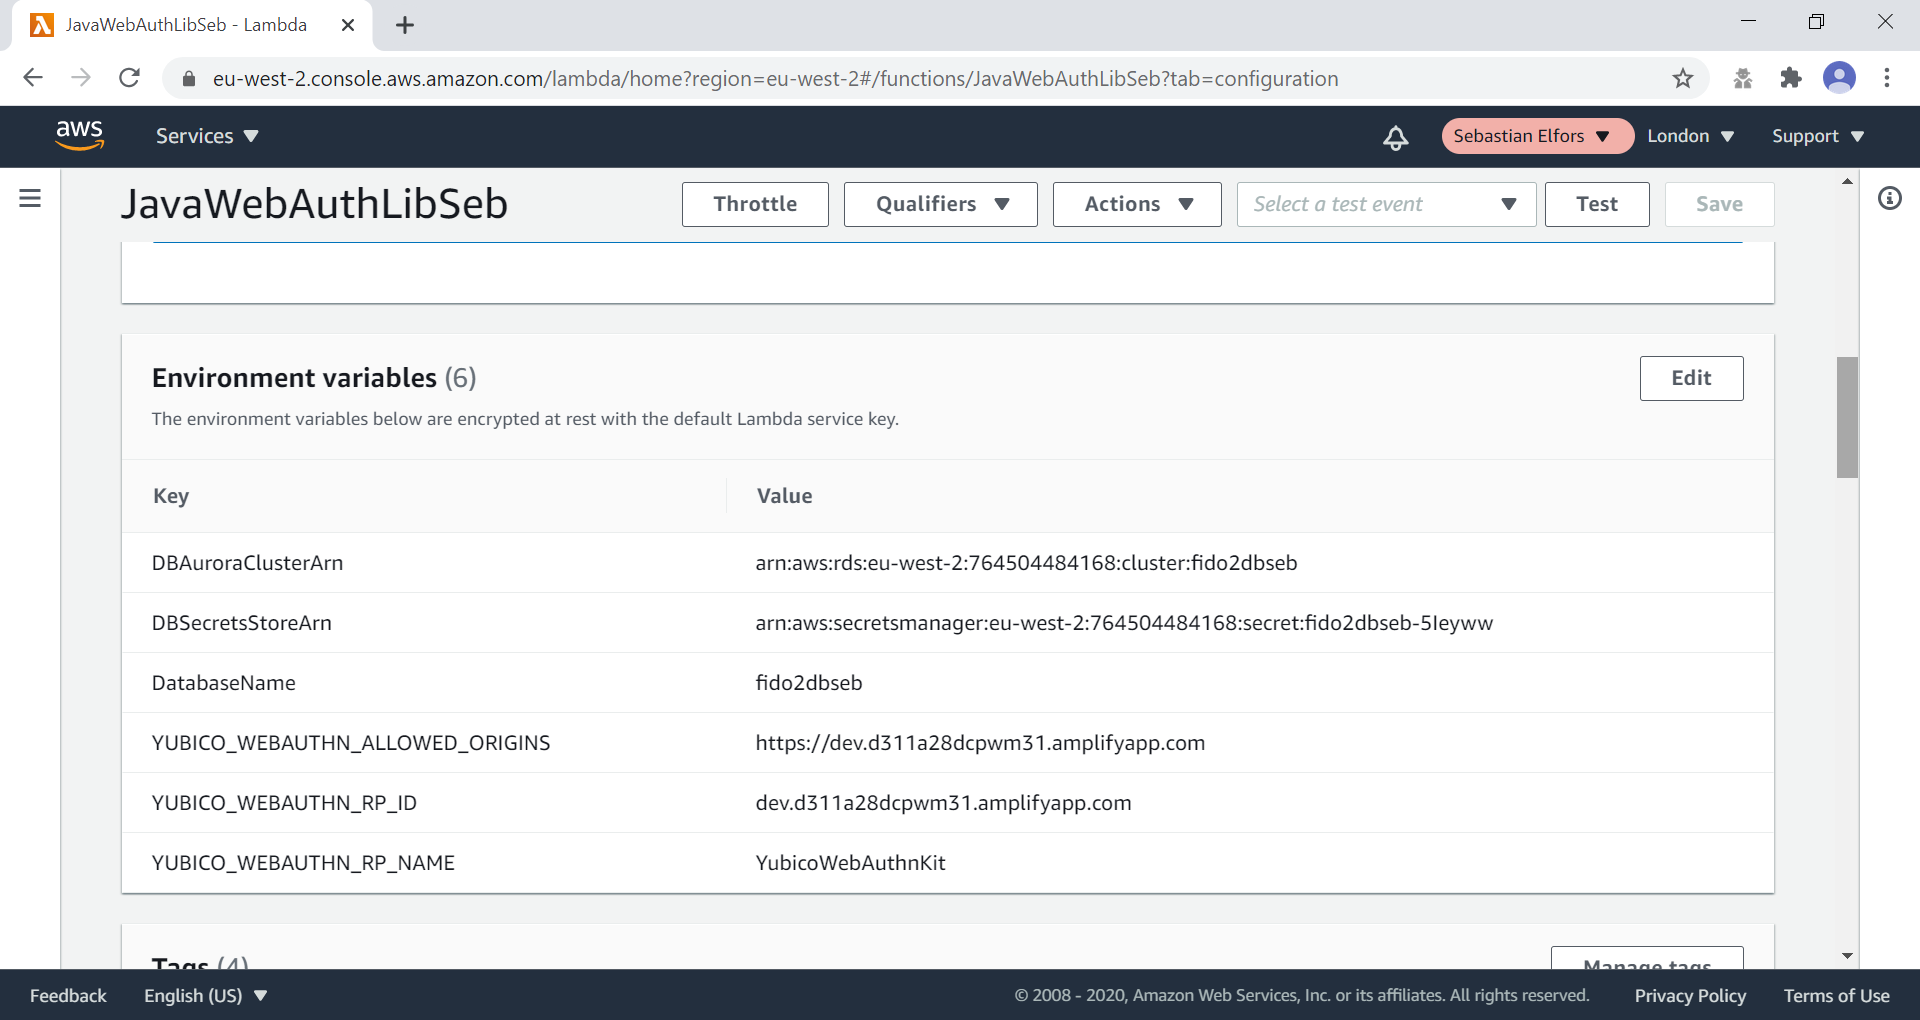 JavaWebAuthLibSeb - Lambda
eu-west-2.console.aws.amazon.com/lambda/home?region=eu-west-2#/functions/JavaWebAuthLibSeb?tab=configuration
aws Services Sebastian Elfors London Support
JavaWebAuthLibSeb Throttle Qualifiers Actions Select a test event Test Save
Environment variables (6) Edit
The environment variables below are encrypted at rest with the default Lambda service key.
Key Value
DBAuroraClusterArn arn:aws:rds:eu-west-2:764504484168:cluster:fido2dbseb
DBSecretsStoreArn arn:aws:secretsmanager:eu-west-2:764504484168:secret:fido2dbseb-5Ieyww
DatabaseName fido2dbseb
YUBICO_WEBAUTHN_ALLOWED_ORIGINS https://dev.d311a28dcpwm31.amplifyapp.com
YUBICO_WEBAUTHN_RP_ID dev.d311a28dcpwm31.amplifyapp.com
YUBICO_WEBAUTHN_RP_NAME YubicoWebAuthnKit
Tags (4) Manage tags
Feedback English (US) © 2008 - 2020, Amazon Web Services, Inc. or its affiliates. All rights reserved. Privacy Policy Terms of Use